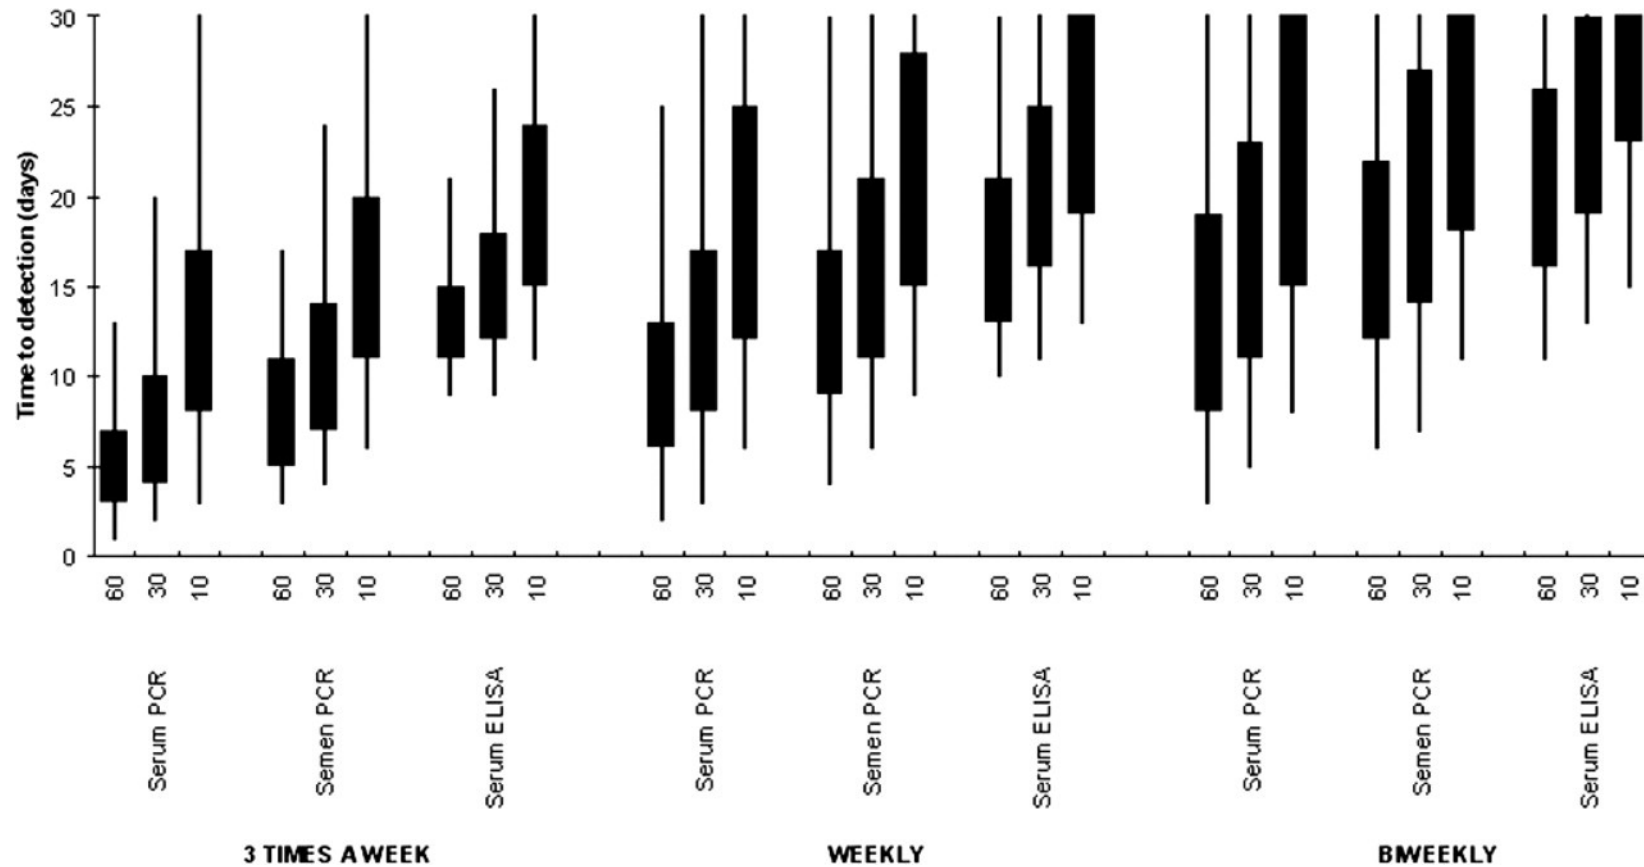 Time to detection (days)
30
25
20
15
10
5
0
60 30 10 60 30 10 60 30 10 60 30 10 60 30 10 60 30 10 60 30 10 60 30 10 60 30 10
Serum PCR Semen PCR Serum ELISA Serum PCR Semen PCR Serum ELISA Serum PCR Semen PCR Serum ELISA
3 TIMES A WEEK WEEKLY BIWEEKLY